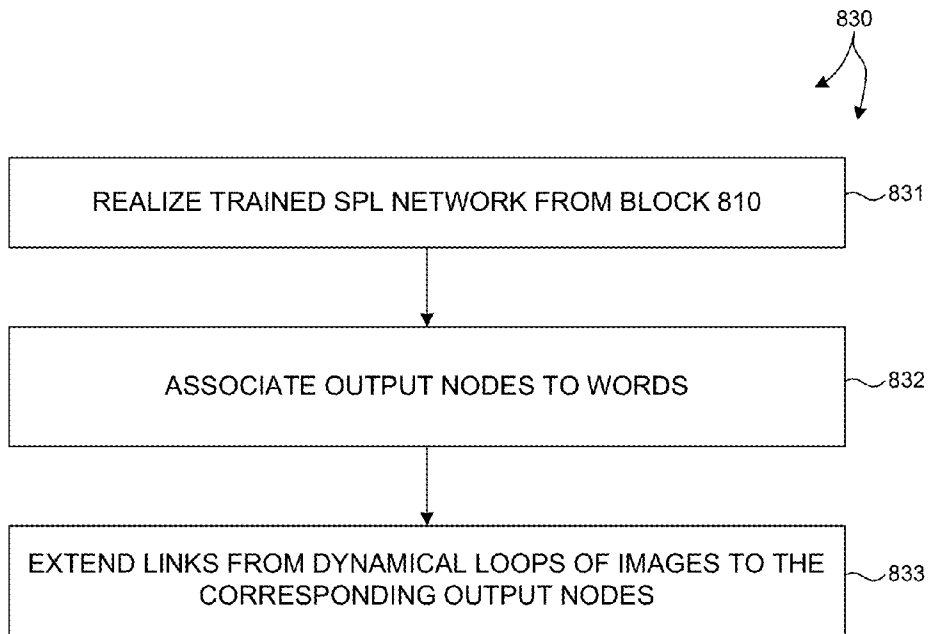 830
REALIZE TRAINED SPL NETWORK FROM BLOCK 810
831
ASSOCIATE OUTPUT NODES TO WORDS
832
EXTEND LINKS FROM DYNAMICAL LOOPS OF IMAGES TO THE
CORRESPONDING OUTPUT NODES
833